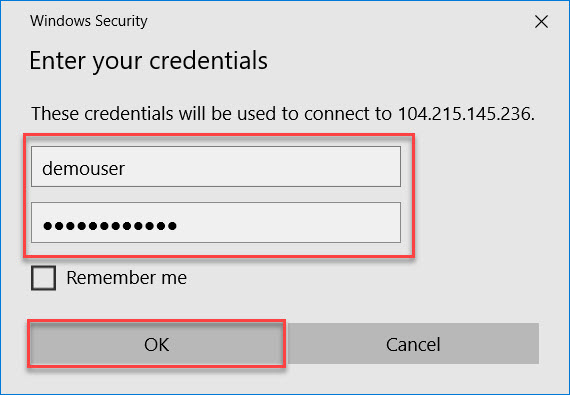 Windows Security
Enter your credentials
These credentials will be used to connect to 104.215.145.236.
demouser
●●●●●●●●●●●●
Remember me
OK
Cancel